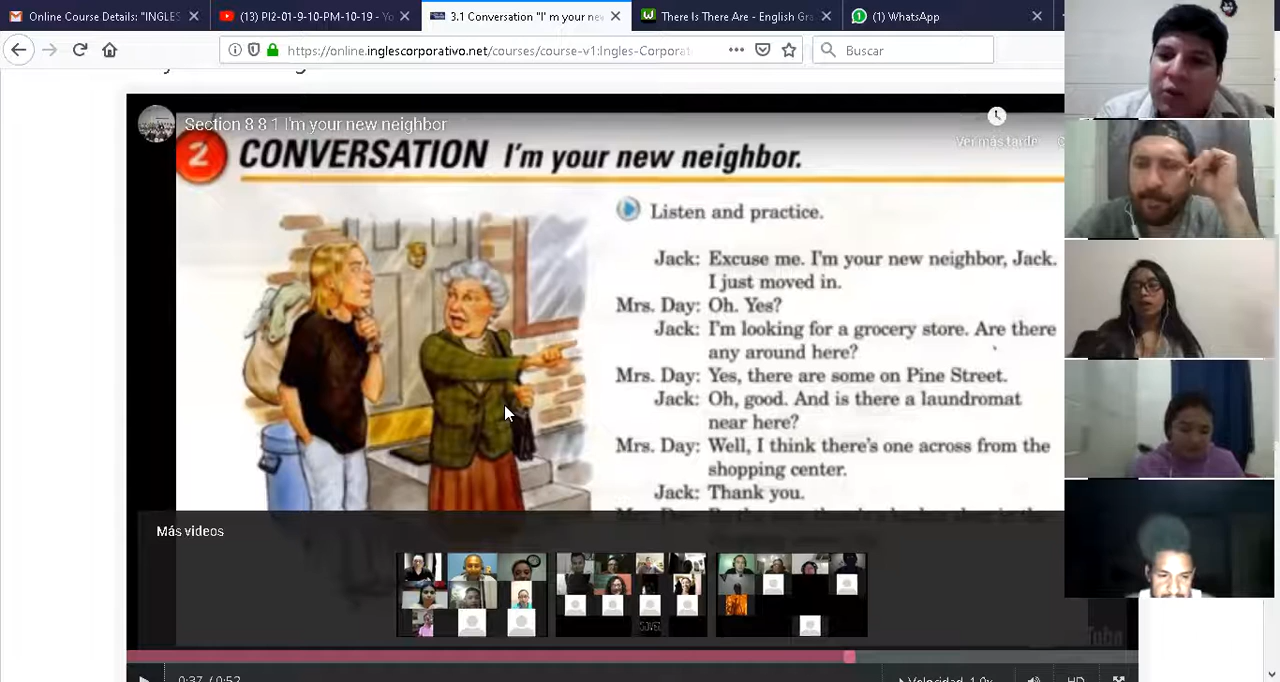 Online Course Details: "INGLES
(13) PI2-01-9-10-PM-10-19 - Yo
3.1 Conversation "I' m your nev
There Is There Are - English Gra
(1) WhatsApp
https://online.inglescorporativo.net/courses/course-v1:Ingles-Corporat
Buscar
Section 8 8 1 I'm your new neighbor
Ver más tarde
2 CONVERSATION I'm your new neighbor.
Listen and practice.
Jack: Excuse me. I'm your new neighbor, Jack.
I just moved in.
Mrs. Day: Oh. Yes?
Jack: I'm looking for a grocery store. Are there
any around here?
Mrs. Day: Yes, there are some on Pine Street.
Jack: Oh, good. And is there a laundromat
near here?
Mrs. Day: Well, I think there's one across from the
shopping center.
Jack: Thank you.
Más videos
0:37 / 0:52
Velocidad 1.0x
HD